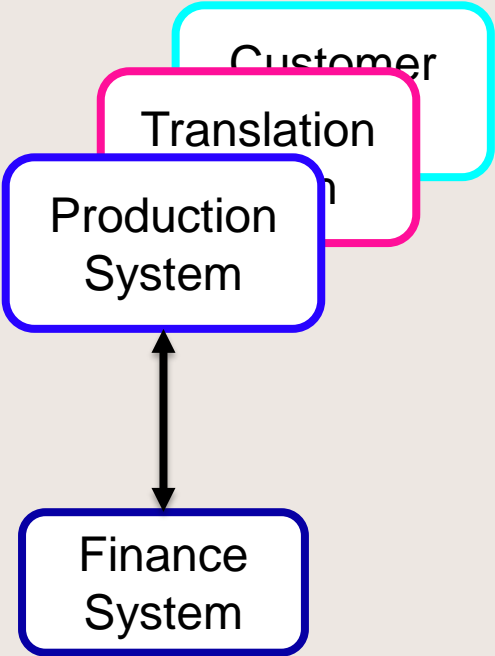 Customer
Translation
Production
System
Finance
System